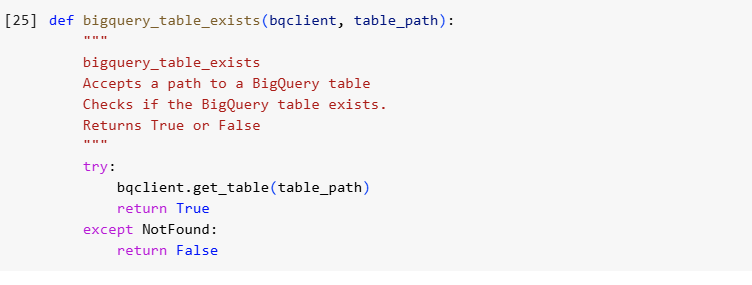 [25] def bigquery_table_exists(bqclient, table_path):
"""
bigquery_table_exists
Accepts a path to a BigQuery table
Checks if the BigQuery table exists.
Returns True or False
"""
try:
bqclient.get_table(table_path)
return True
except NotFound:
return False